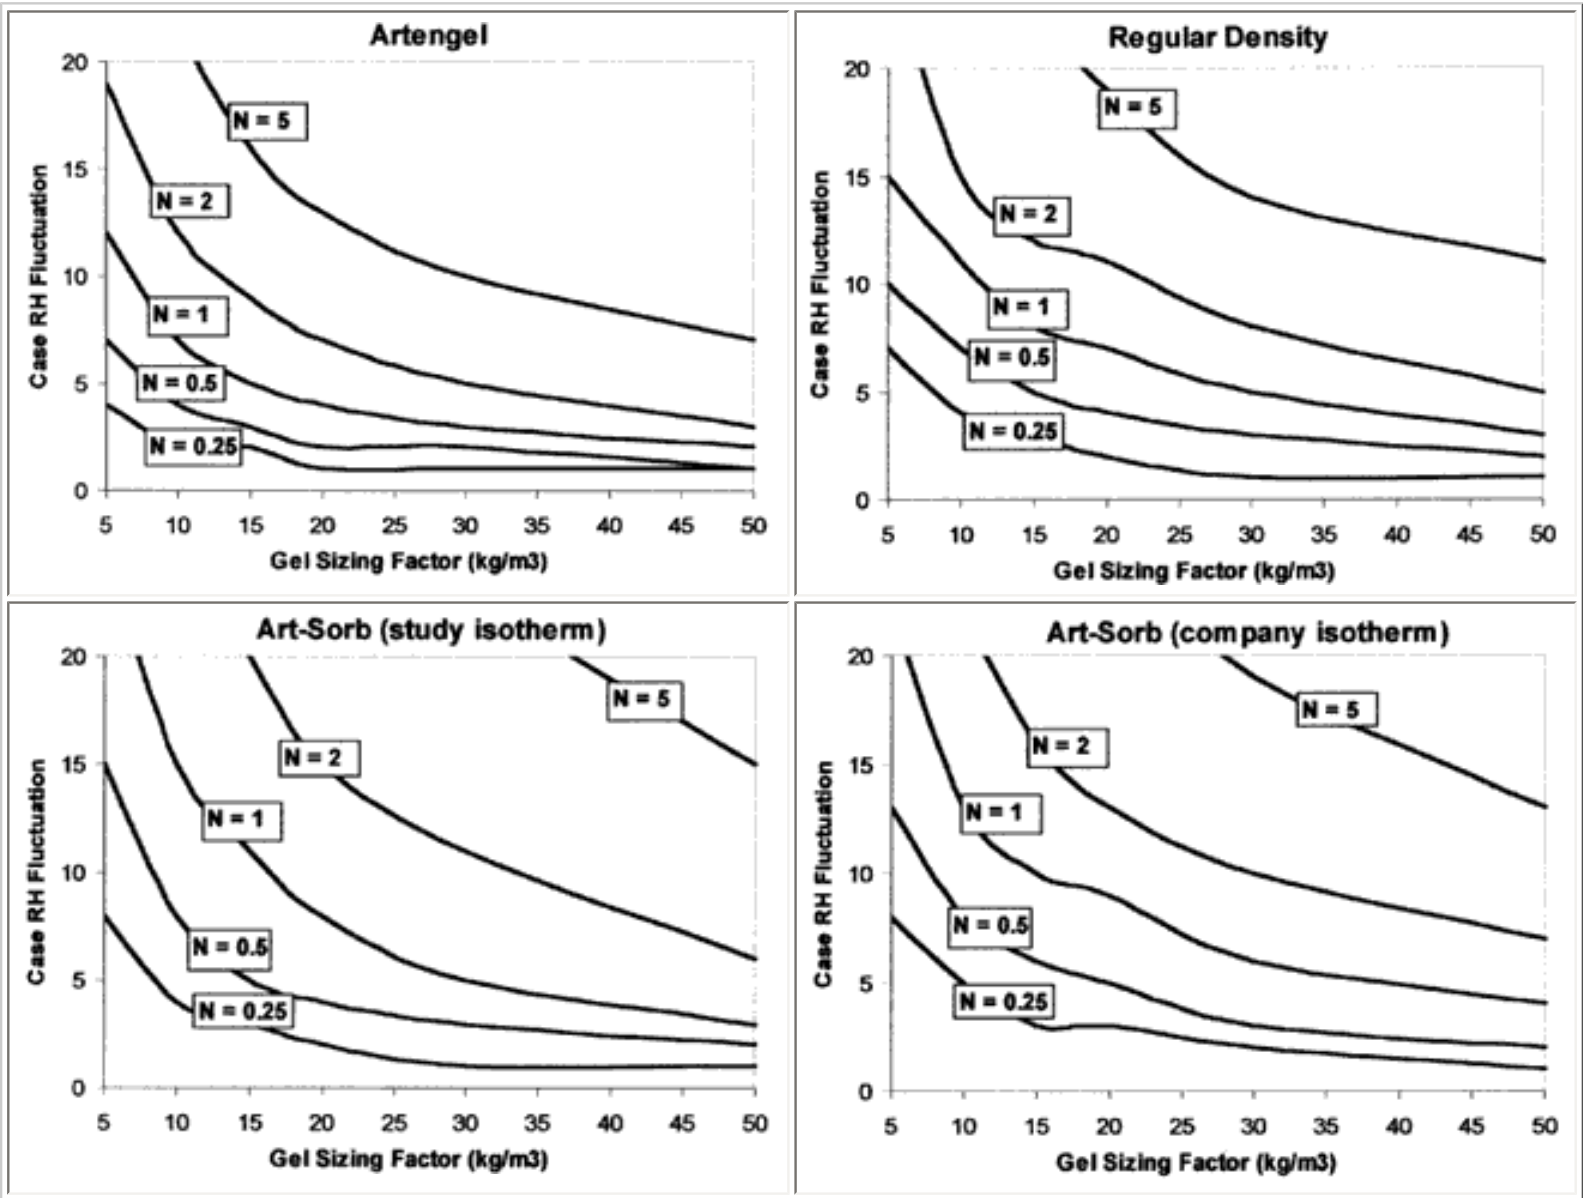 Artengel
20
15
10
5
0
Case RH Fluctuation
N = 5
N = 2
N = 1
N = 0.5
N = 0.25
5 10 15 20 25 30 35 40 45 50
Gel Sizing Factor (kg/m3)
Regular Density
20
15
10
5
0
Case RH Fluctuation
N = 5
N = 2
N = 1
N = 0.5
N = 0.25
5 10 15 20 25 30 35 40 45 50
Gel Sizing Factor (kg/m3)
Art-Sorb (study isotherm)
20
15
10
5
0
Case RH Fluctuation
N = 5
N = 2
N = 1
N = 0.5
N = 0.25
5 10 15 20 25 30 35 40 45 50
Gel Sizing Factor (kg/m3)
Art-Sorb (company isotherm)
20
15
10
5
0
Case RH Fluctuation
N = 5
N = 2
N = 1
N = 0.5
N = 0.25
5 10 15 20 25 30 35 40 45 50
Gel Sizing Factor (kg/m3)